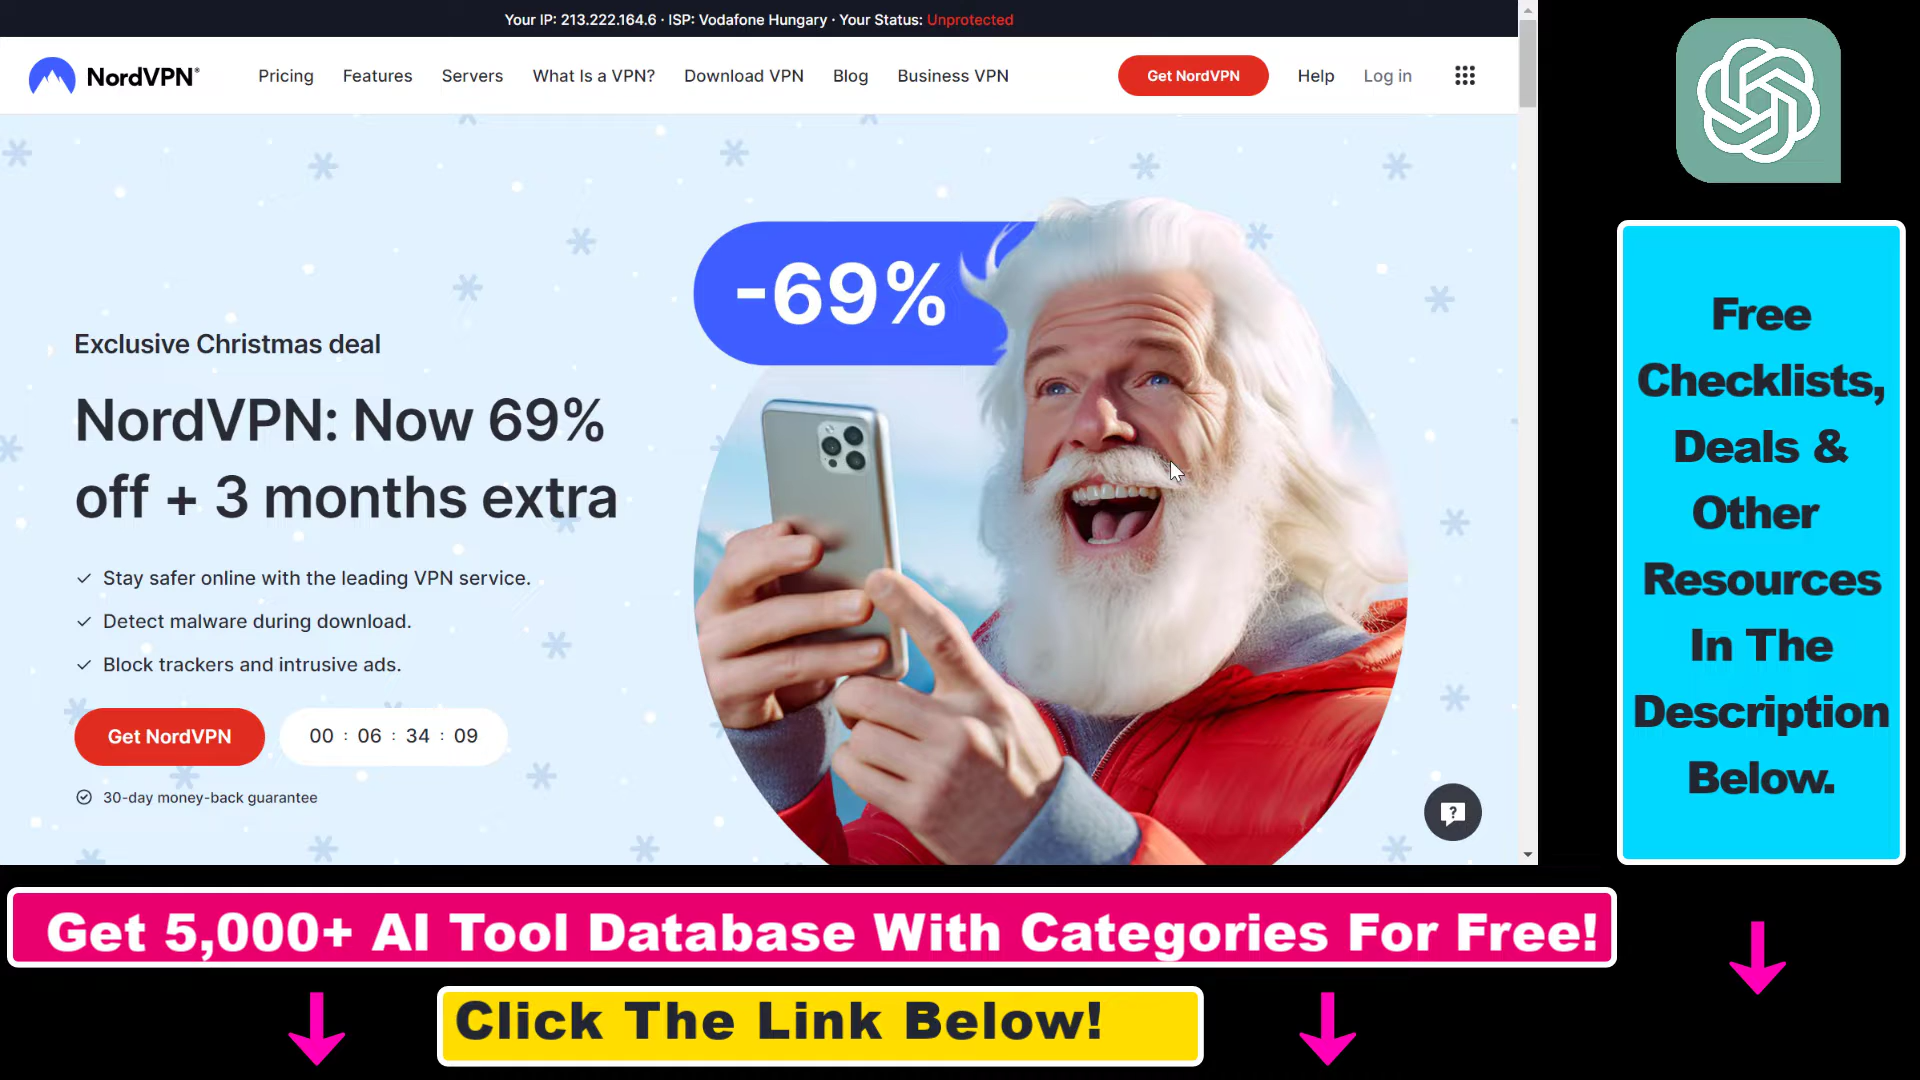 Your IP: 213.222.164.6 · ISP: Vodafone Hungary · Your Status: Unprotected
NordVPN®
Pricing
Features
Servers
What Is a VPN?
Download VPN
Blog
Business VPN
Get NordVPN
Help
Log in
-69%
Exclusive Christmas deal
NordVPN: Now 69%
off + 3 months extra
Stay safer online with the leading VPN service.
Detect malware during download.
Block trackers and intrusive ads.
Get NordVPN
00 : 06 : 34 : 09
30-day money-back guarantee
?
Free
Checklists,
Deals &
Other
Resources
In The
Description
Below.
Get 5,000+ AI Tool Database With Categories For Free!
Click The Link Below!